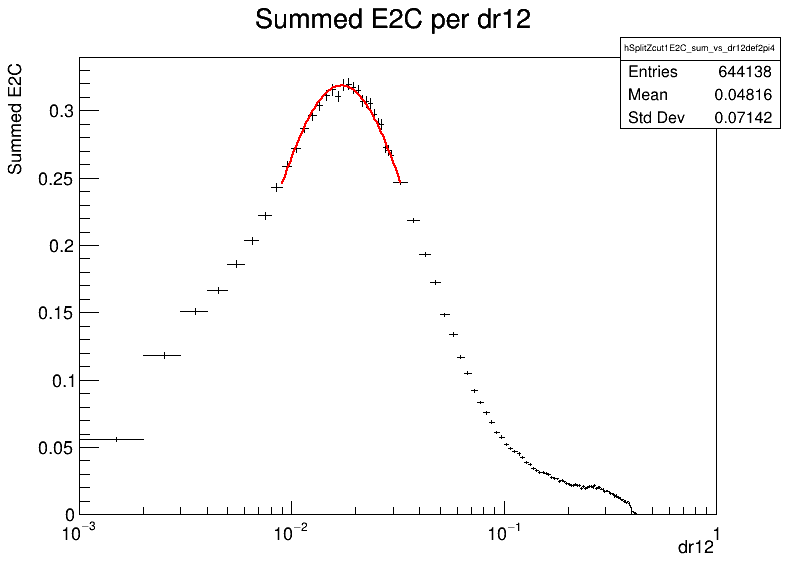 Summed E2C per dr12
hSplitZcut1E2C_sum_vs_dr12def2pi4
Entries 644138
Mean 0.04816
Std Dev 0.07142
Summed E2C
0.3
0.25
0.2
0.15
0.1
0.05
0
10⁻³ 10⁻² 10⁻¹ 1
dr12